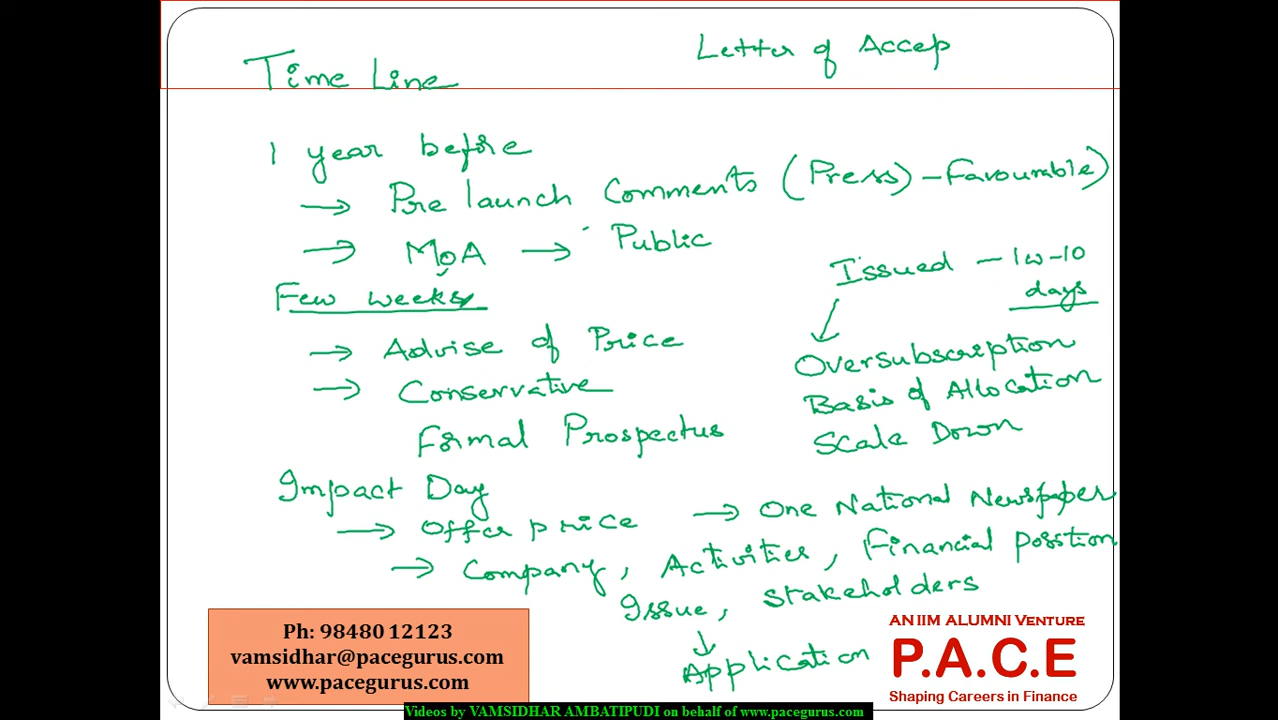 Time Line
Letter of Accep
1 year before
→ Pre launch Comments (Press) - Favourable)
→ MoA → Public
Few weeks
Issued - 1w-10
days
→ Advise of Price
→ Conservative
Formal Prospectus
Oversubscription
Basis of Allocation
Scale Down
Impact Day
→ Offer price → One National Newspaper
→ Company, Activities, Financial position
Issue, Stakeholders
↓
Application
Ph: 98480 12123
vamsidhar@pacegurus.com
www.pacegurus.com
AN IIM ALUMNI VENTURE
P.A.C.E
Shaping Careers in Finance
Videos by VAMSIDHAR AMBATIPUDI on behalf of www.pacegurus.com